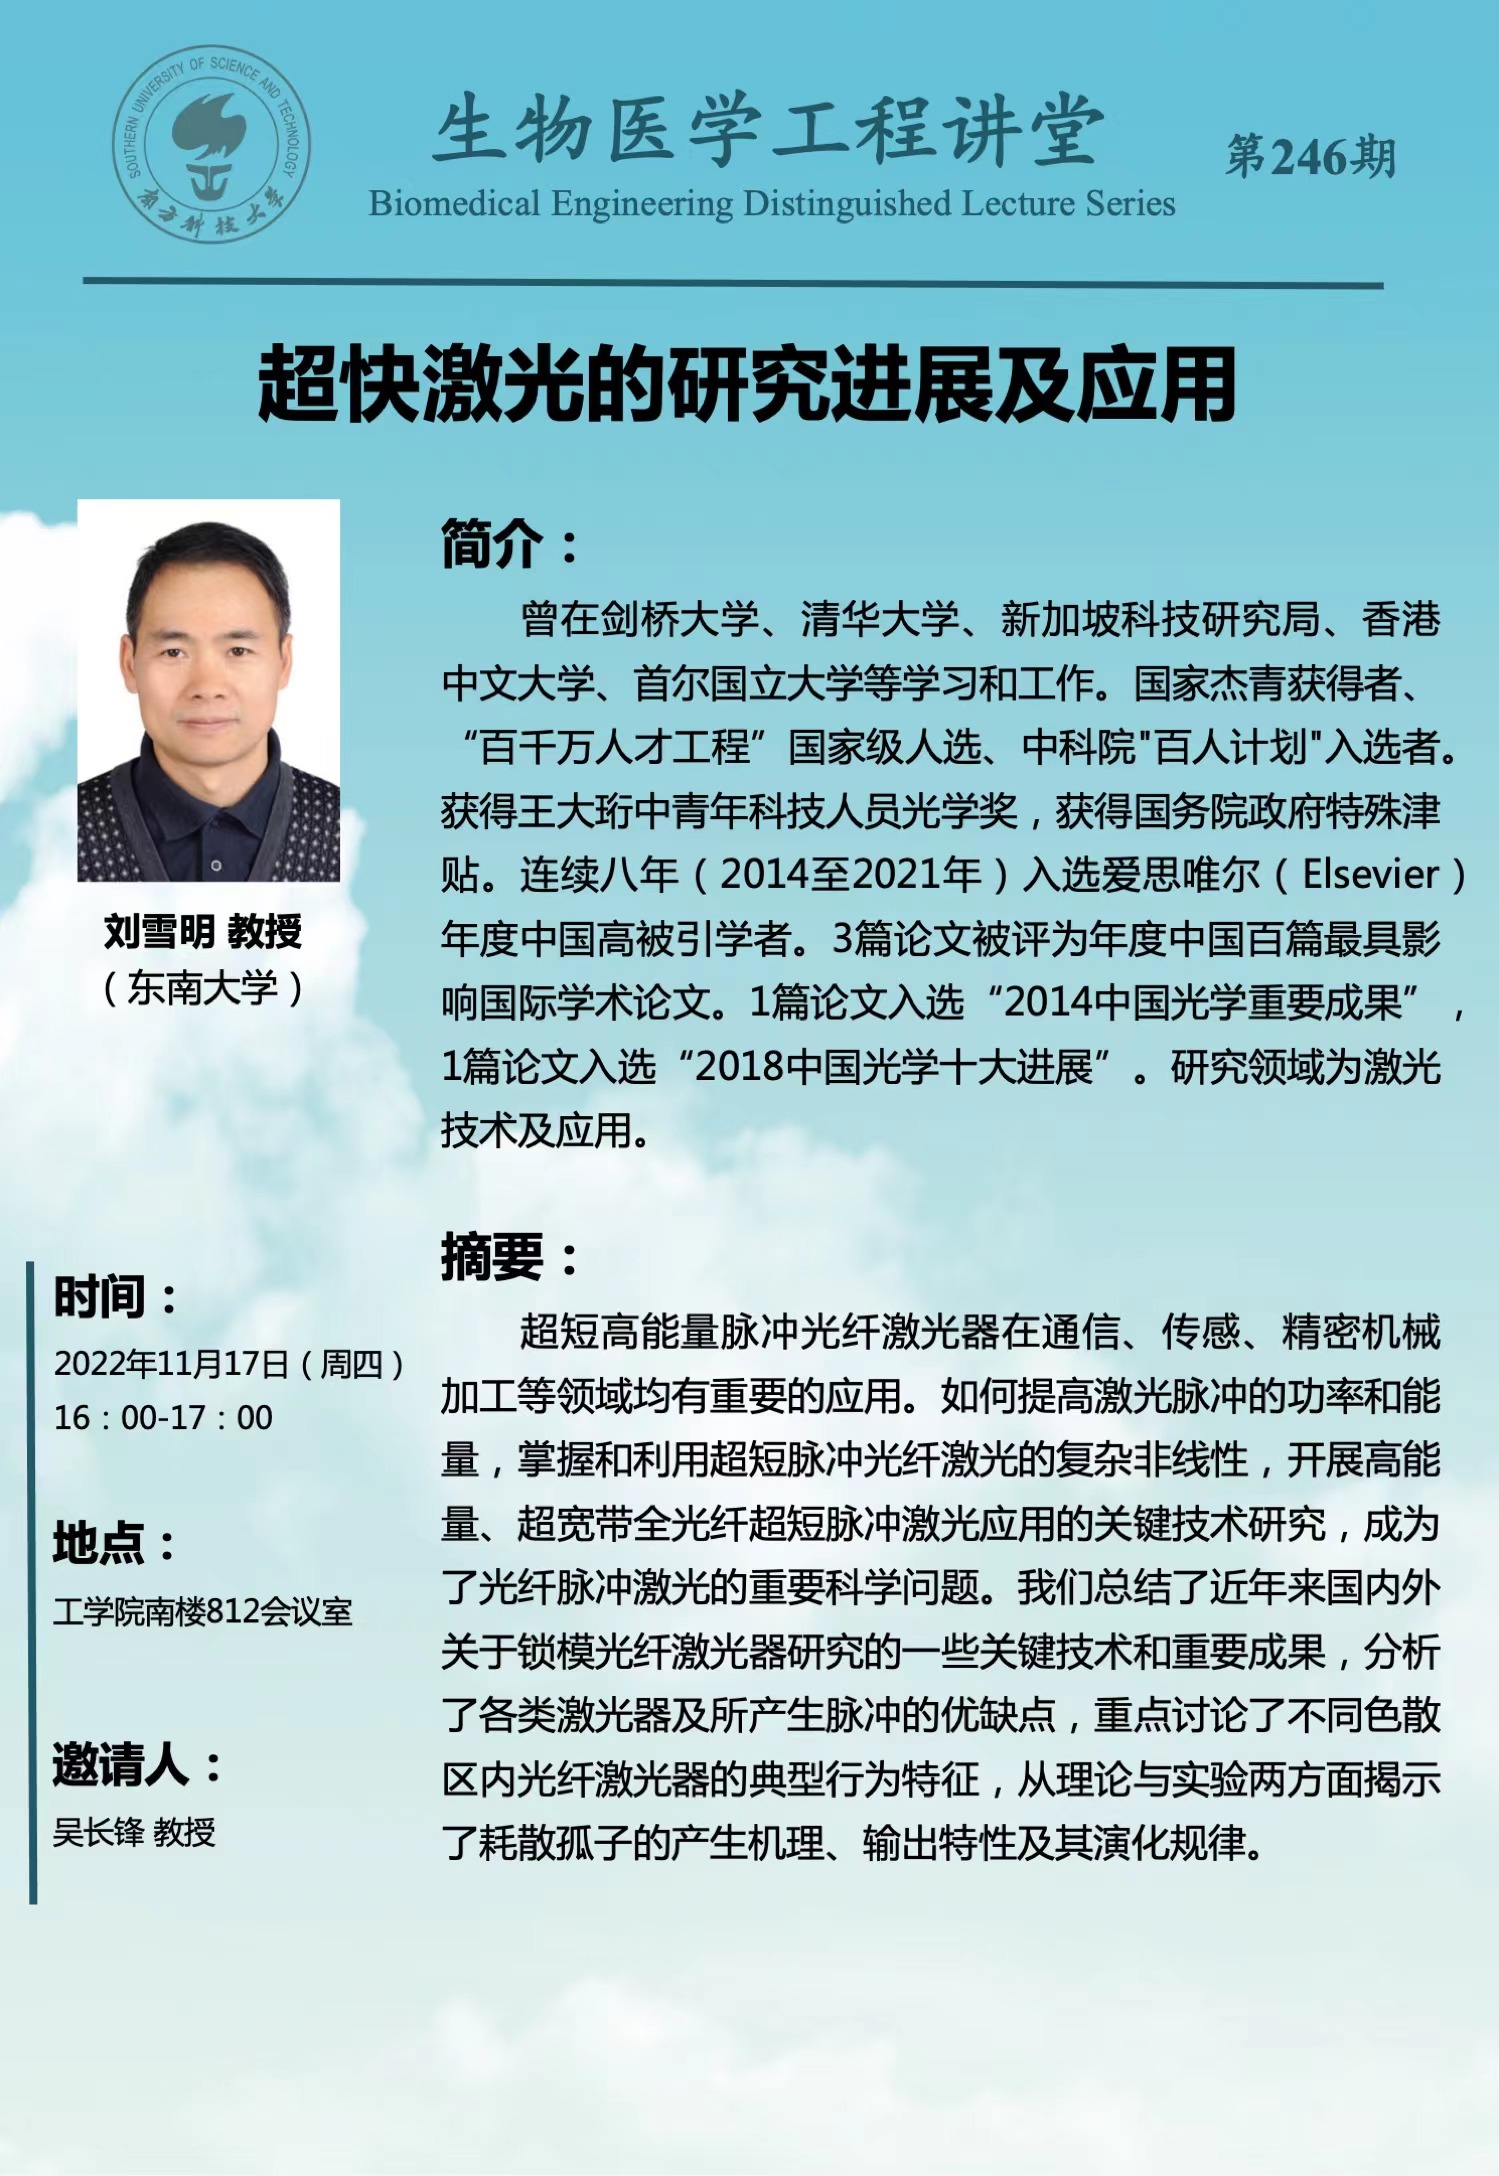 SOUTHERN UNIVERSITY OF SCIENCE AND TECHNOLOGY
南方科技大学
生物医学工程讲堂
Biomedical Engineering Distinguished Lecture Series
第246期
超快激光的研究进展及应用
刘雪明 教授
（东南大学）
简介：
曾在剑桥大学、清华大学、新加坡科技研究局、香港
中文大学、首尔国立大学等学习和工作。国家杰青获得者、
“百千万人才工程”国家级人选、中科院"百人计划"入选者。
获得王大珩中青年科技人员光学奖，获得国务院政府特殊津
贴。连续八年（2014至2021年）入选爱思唯尔（Elsevier）
年度中国高被引学者。3篇论文被评为年度中国百篇最具影
响国际学术论文。1篇论文入选“2014中国光学重要成果”，
1篇论文入选“2018中国光学十大进展”。研究领域为激光
技术及应用。
时间：
2022年11月17日（周四）
16：00-17：00
地点：
工学院南楼812会议室
邀请人：
吴长锋 教授
摘要：
超短高能量脉冲光纤激光器在通信、传感、精密机械
加工等领域均有重要的应用。如何提高激光脉冲的功率和能
量，掌握和利用超短脉冲光纤激光的复杂非线性，开展高能
量、超宽带全光纤超短脉冲激光应用的关键技术研究，成为
了光纤脉冲激光的重要科学问题。我们总结了近年来国内外
关于锁模光纤激光器研究的一些关键技术和重要成果，分析
了各类激光器及所产生脉冲的优缺点，重点讨论了不同色散
区内光纤激光器的典型行为特征，从理论与实验两方面揭示
了耗散孤子的产生机理、输出特性及其演化规律。